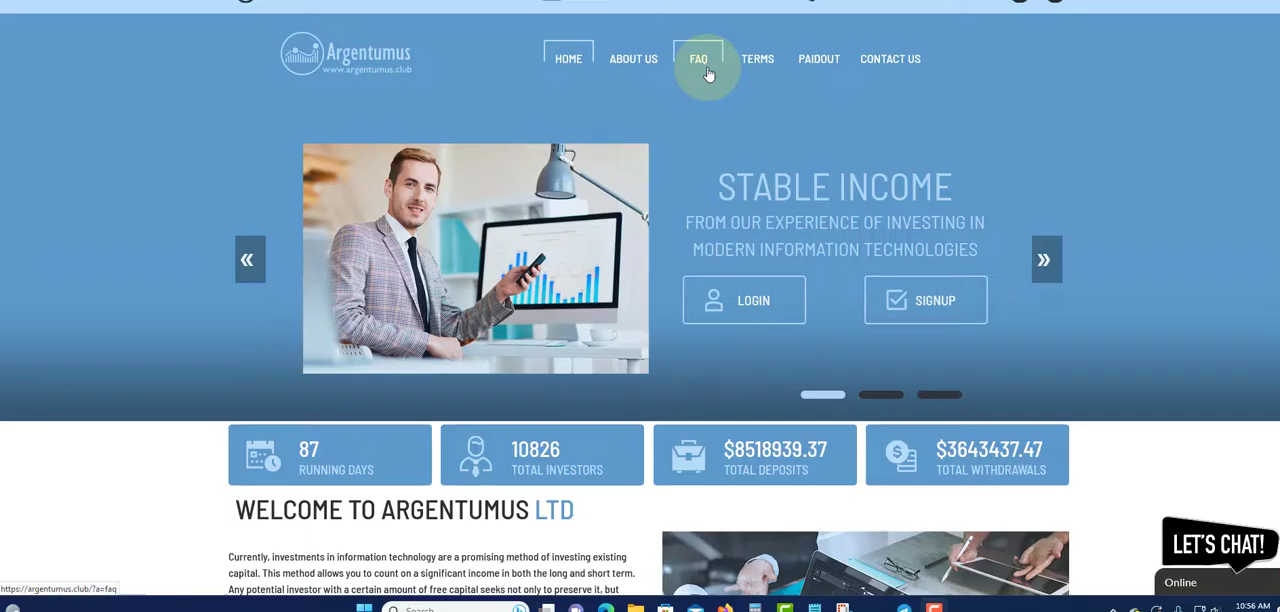 Argentumus
www.argentumus.club
HOME
ABOUT US
FAQ
TERMS
PAIDOUT
CONTACT US
STABLE INCOME
FROM OUR EXPERIENCE OF INVESTING IN
MODERN INFORMATION TECHNOLOGIES
«
»
LOGIN
SIGNUP
87
RUNNING DAYS
10826
TOTAL INVESTORS
$8518939.37
TOTAL DEPOSITS
$3643437.47
TOTAL WITHDRAWALS
WELCOME TO ARGENTUMUS LTD
Currently, investments in information technology are a promising method of investing existing
capital. This method allows you to count on a significant income in both the long and short term.
Any potential investor with a certain amount of free capital seeks not only to preserve it, but
LET'S CHAT!
Online
https://argentumus.club/?a=faq
Search
10:56 AM